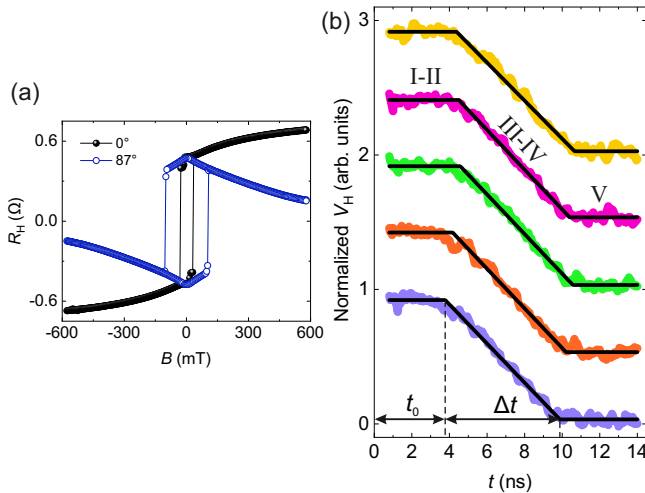 (a)
0°
87°
0.6
0.0
-0.6
R_H (Ω)
-600
-300
0
300
600
B (mT)
(b)
3
2
1
0
Normalized V_H (arb. units)
I-II
III-IV
V
t₀
Δt
0
2
4
6
8
10
12
14
t (ns)